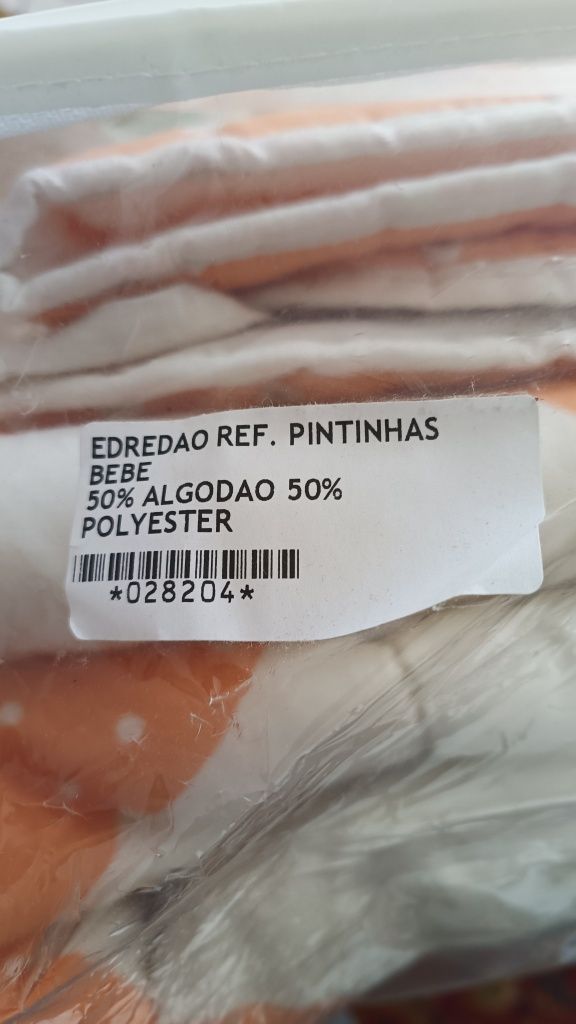 EDREDAO REF. PINTINHAS
BEBE
50% ALGODAO 50%
POLYESTER
*028204*